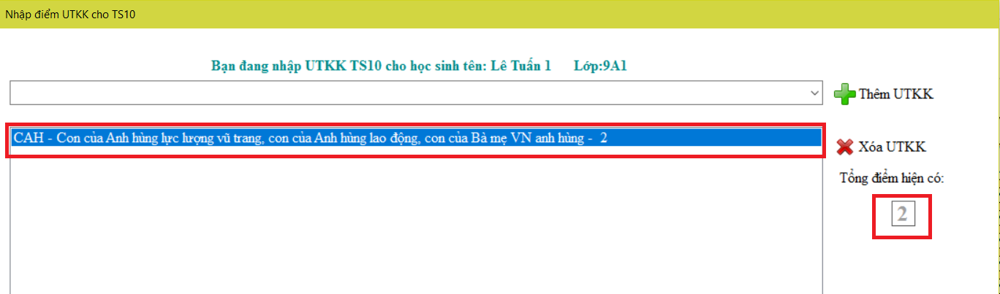 Nhập điểm UTKK cho TS10
Bạn đang nhập UTKK TS10 cho học sinh tên: Lê Tuấn 1 Lớp:9A1
Thêm UTKK
CAH - Con của Anh hùng lực lượng vũ trang, con của Anh hùng lao động, con của Bà mẹ VN anh hùng - 2
Xóa UTKK
Tổng điểm hiện có:
2